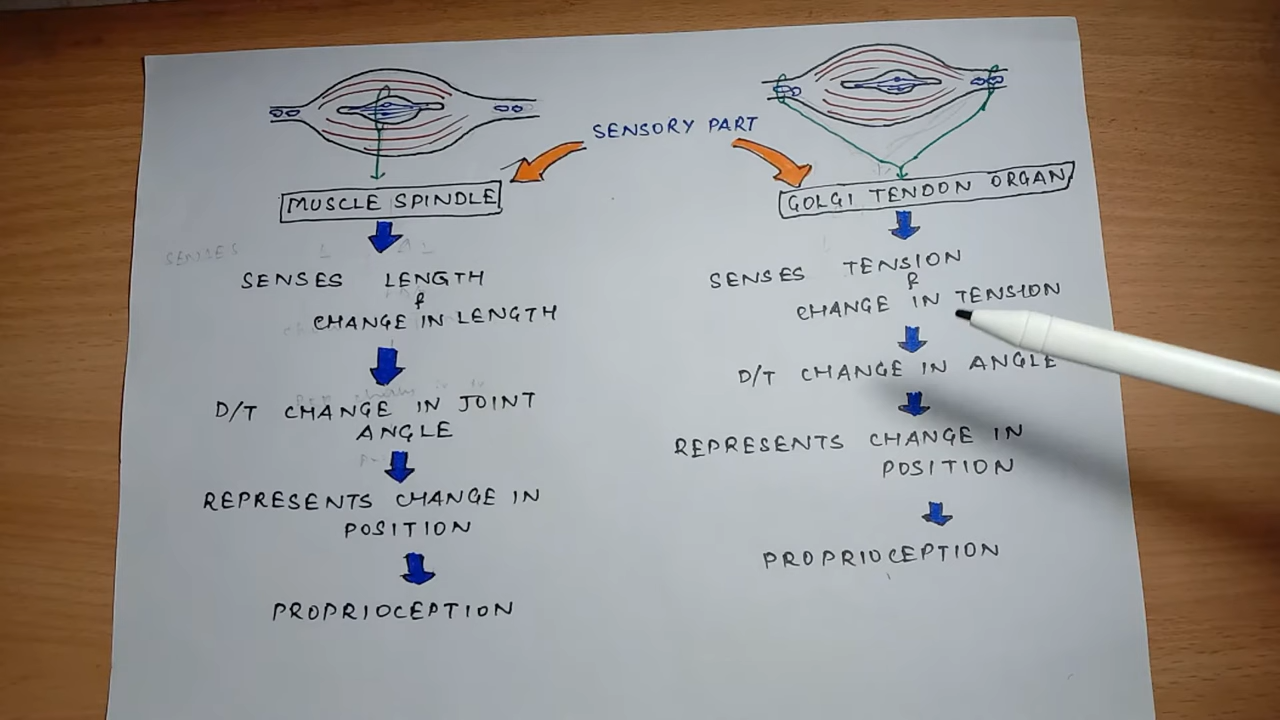 SENSORY PART
MUSCLE SPINDLE
SENSES LENGTH
&
CHANGE IN LENGTH
D/T CHANGE IN JOINT
ANGLE
REPRESENTS CHANGE IN
POSITION
PROPRIOCEPTION
GOLGI TENDON ORGAN
SENSES TENSION
&
CHANGE IN TENSION
D/T CHANGE IN ANGLE
REPRESENTS CHANGE IN
POSITION
PROPRIOCEPTION
SENSES